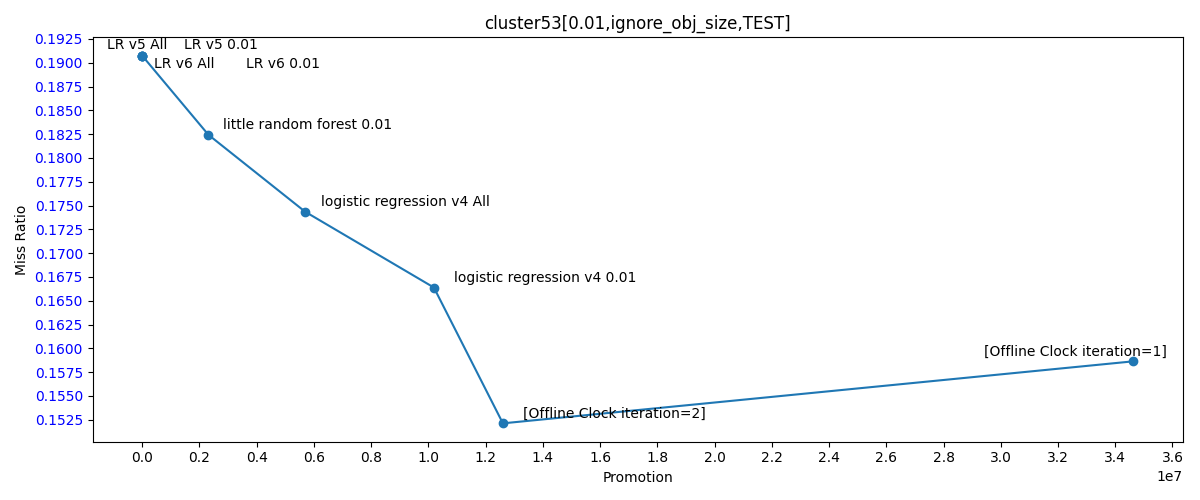 cluster53[0.01,ignore_obj_size,TEST]
Miss Ratio
0.1925
0.1900
0.1875
0.1850
0.1825
0.1800
0.1775
0.1750
0.1725
0.1700
0.1675
0.1650
0.1625
0.1600
0.1575
0.1550
0.1525
LR v5 All LR v5 0.01
LR v6 All LR v6 0.01
little random forest 0.01
logistic regression v4 All
logistic regression v4 0.01
[Offline Clock iteration=1]
[Offline Clock iteration=2]
0.0 0.2 0.4 0.6 0.8 1.0 1.2 1.4 1.6 1.8 2.0 2.2 2.4 2.6 2.8 3.0 3.2 3.4 3.6
1e7
Promotion